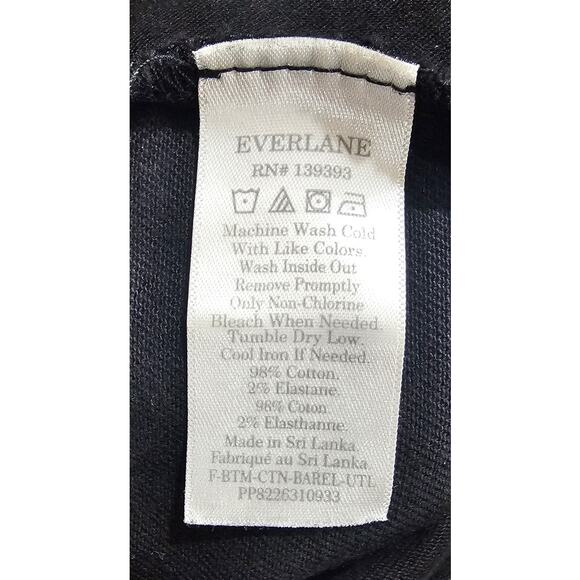 EVERLANE
RN# 139393
Machine Wash Cold
With Like Colors.
Wash Inside Out
Remove Promptly
Only Non-Chlorine
Bleach When Needed.
Tumble Dry Low.
Cool Iron If Needed.
98% Cotton.
2% Elastane.
98% Coton.
2% Elasthanne.
Made in Sri Lanka.
Fabriqué au Sri Lanka
F-BTM-CTN-BAREL-UTL
PP8226310933